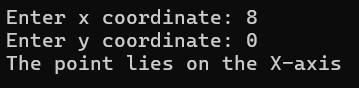 Enter x coordinate: 8
Enter y coordinate: 0
The point lies on the X-axis